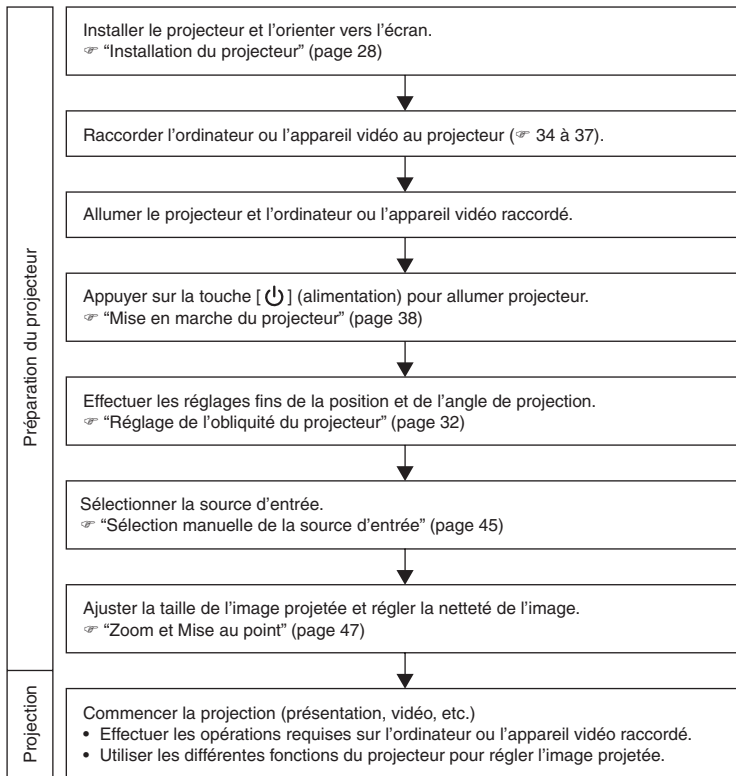 Préparation du projecteur
Installer le projecteur et l'orienter vers l'écran.
☞ “Installation du projecteur” (page 28)
Raccorder l'ordinateur ou l'appareil vidéo au projecteur (☞ 34 à 37).
Allumer le projecteur et l'ordinateur ou l'appareil vidéo raccordé.
Appuyer sur la touche [⏻] (alimentation) pour allumer projecteur.
☞ “Mise en marche du projecteur” (page 38)
Effectuer les réglages fins de la position et de l'angle de projection.
☞ “Réglage de l'obliquité du projecteur” (page 32)
Sélectionner la source d'entrée.
☞ “Sélection manuelle de la source d'entrée” (page 45)
Ajuster la taille de l'image projetée et régler la netteté de l'image.
☞ “Zoom et Mise au point” (page 47)
Projection
Commencer la projection (présentation, vidéo, etc.)
• Effectuer les opérations requises sur l'ordinateur ou l'appareil vidéo raccordé.
• Utiliser les différentes fonctions du projecteur pour régler l'image projetée.